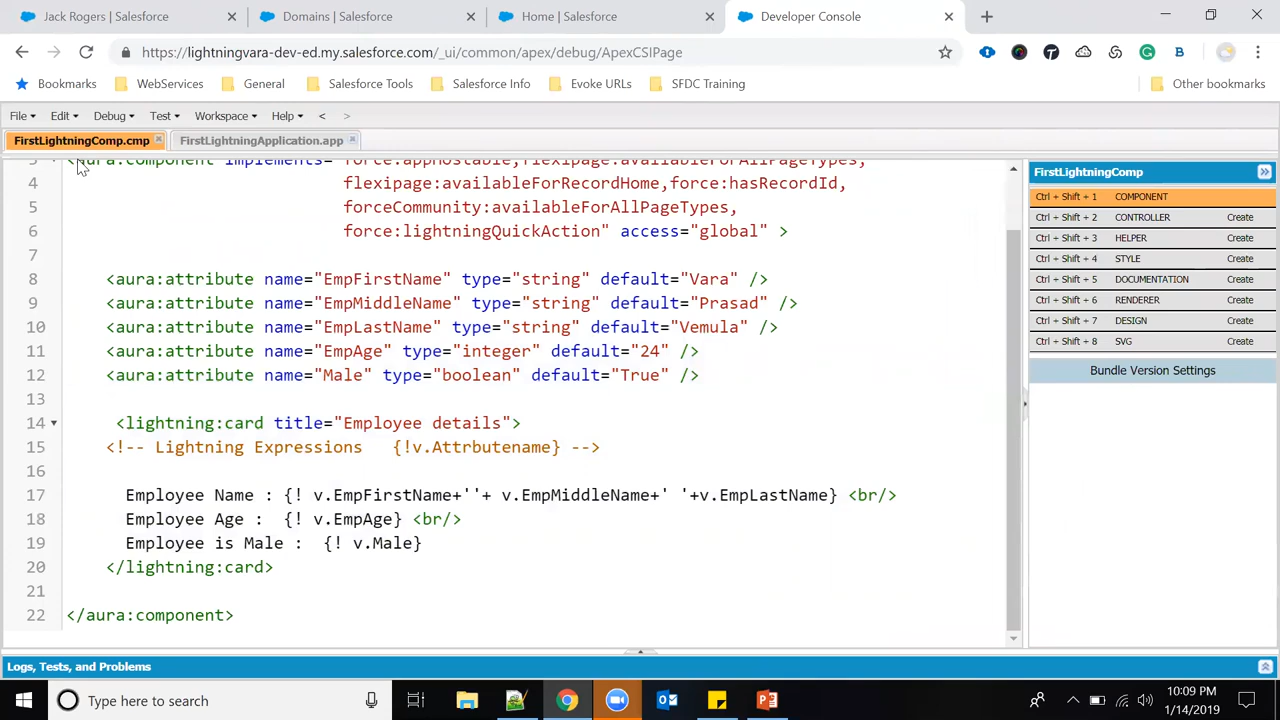 Jack Rogers | Salesforce
Domains | Salesforce
Home | Salesforce
Developer Console
https://lightningvara-dev-ed.my.salesforce.com/_ui/common/apex/debug/ApexCSIPage
Bookmarks
WebServices
General
Salesforce Tools
Salesforce Info
Evoke URLs
SFDC Training
Other bookmarks
File
Edit
Debug
Test
Workspace
Help
<
>
FirstLightningComp.cmp
FirstLightningApplication.app
3 <aura:component implements="force:appHostable,flexipage:availableForAllPageTypes,
4 flexipage:availableForRecordHome,force:hasRecordId,
5 forceCommunity:availableForAllPageTypes,
6 force:lightningQuickAction" access="global" >
7
8 <aura:attribute name="EmpFirstName" type="string" default="Vara" />
9 <aura:attribute name="EmpMiddleName" type="string" default="Prasad" />
10 <aura:attribute name="EmpLastName" type="string" default="Vemula" />
11 <aura:attribute name="EmpAge" type="integer" default="24" />
12 <aura:attribute name="Male" type="boolean" default="True" />
13
14 <lightning:card title="Employee details">
15 <!-- Lightning Expressions {!v.Attrbutename} -->
16
17 Employee Name : {! v.EmpFirstName+''+ v.EmpMiddleName+' '+v.EmpLastName} <br/>
18 Employee Age : {! v.EmpAge} <br/>
19 Employee is Male : {! v.Male}
20 </lightning:card>
21
22 </aura:component>
FirstLightningComp
Ctrl + Shift + 1 COMPONENT
Ctrl + Shift + 2 CONTROLLER Create
Ctrl + Shift + 3 HELPER Create
Ctrl + Shift + 4 STYLE Create
Ctrl + Shift + 5 DOCUMENTATION Create
Ctrl + Shift + 6 RENDERER Create
Ctrl + Shift + 7 DESIGN Create
Ctrl + Shift + 8 SVG Create
Bundle Version Settings
Logs, Tests, and Problems
Type here to search
10:09 PM
1/14/2019